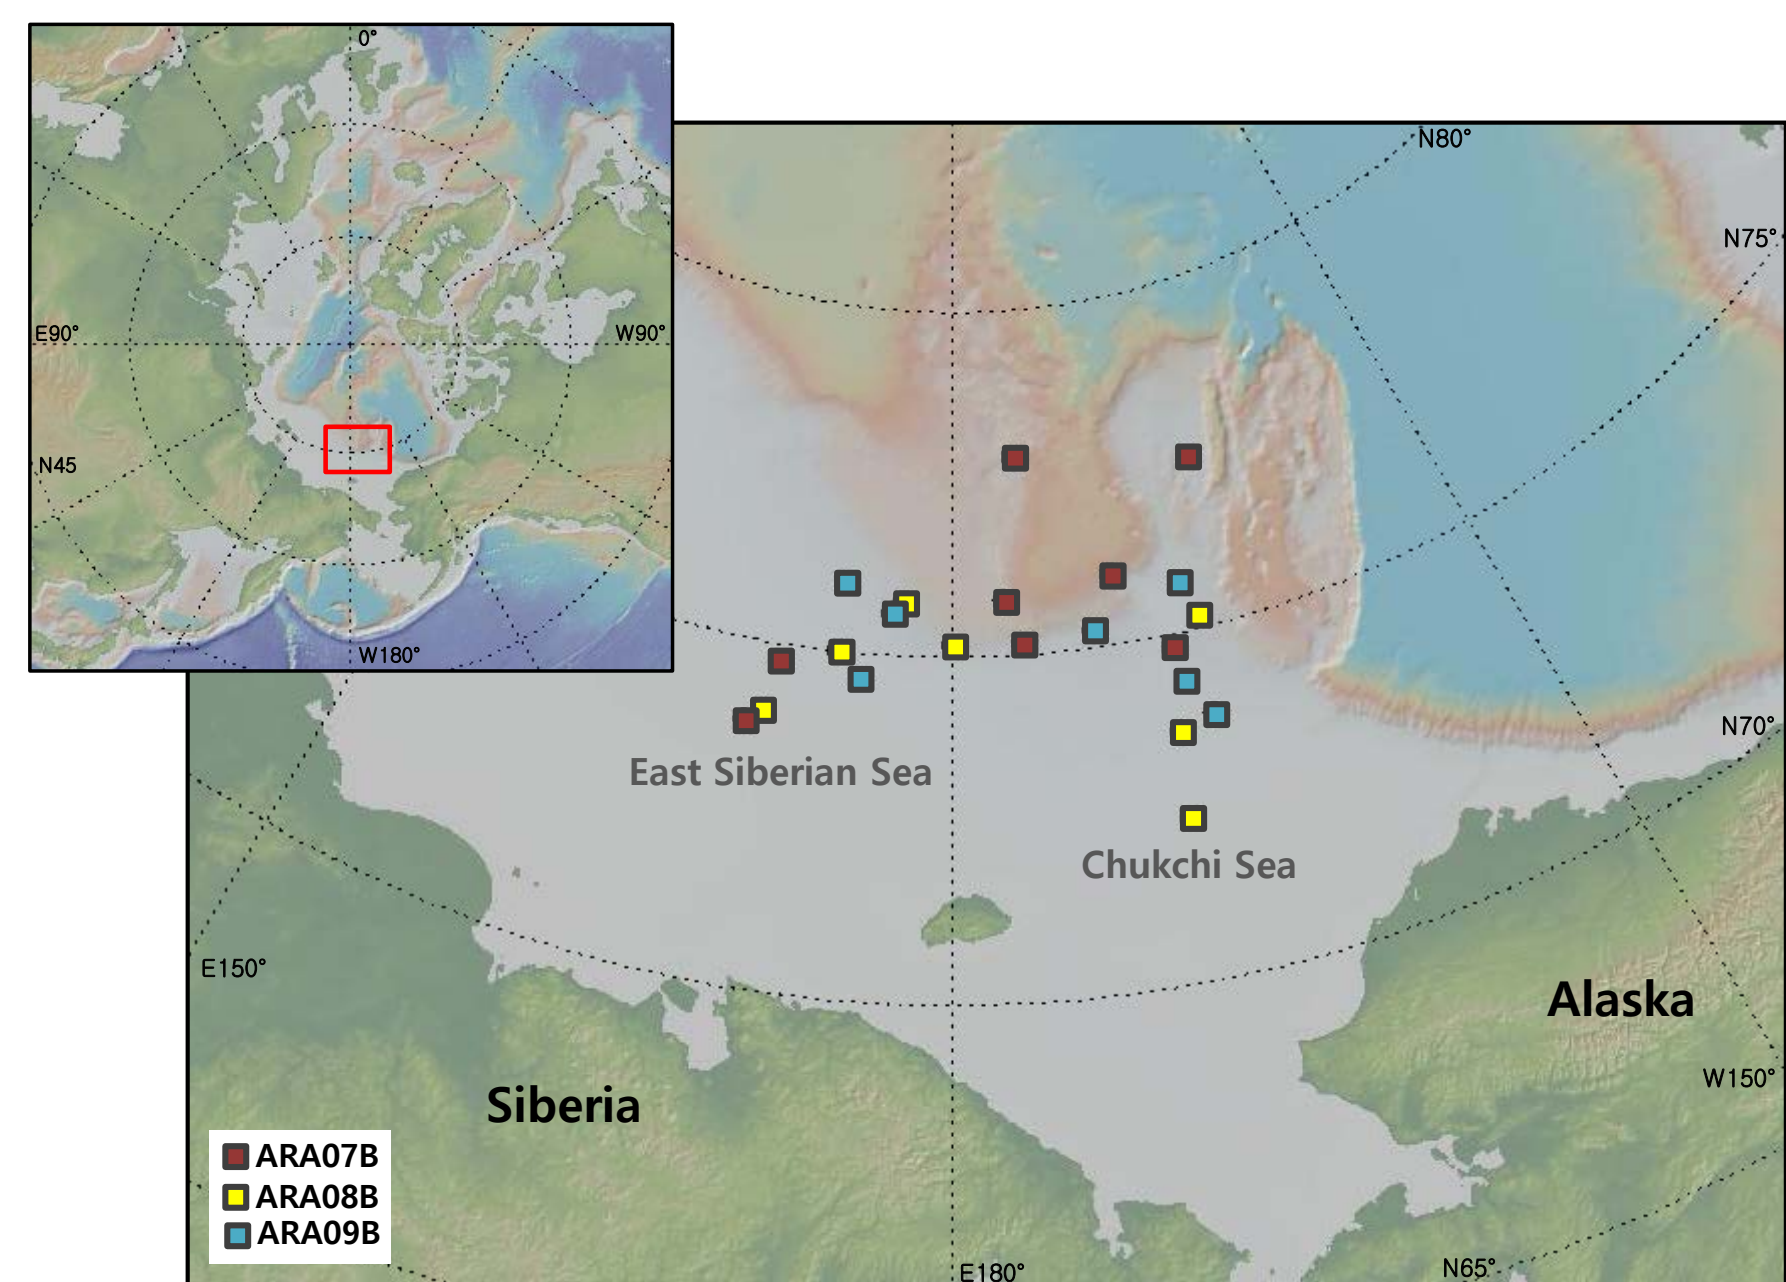 0°
E90°
W90°
N45
W180°
N80°
N75°
N70°
East Siberian Sea
Chukchi Sea
E150°
Alaska
W150°
Siberia
ARA07B
ARA08B
ARA09B
E180°
N65°